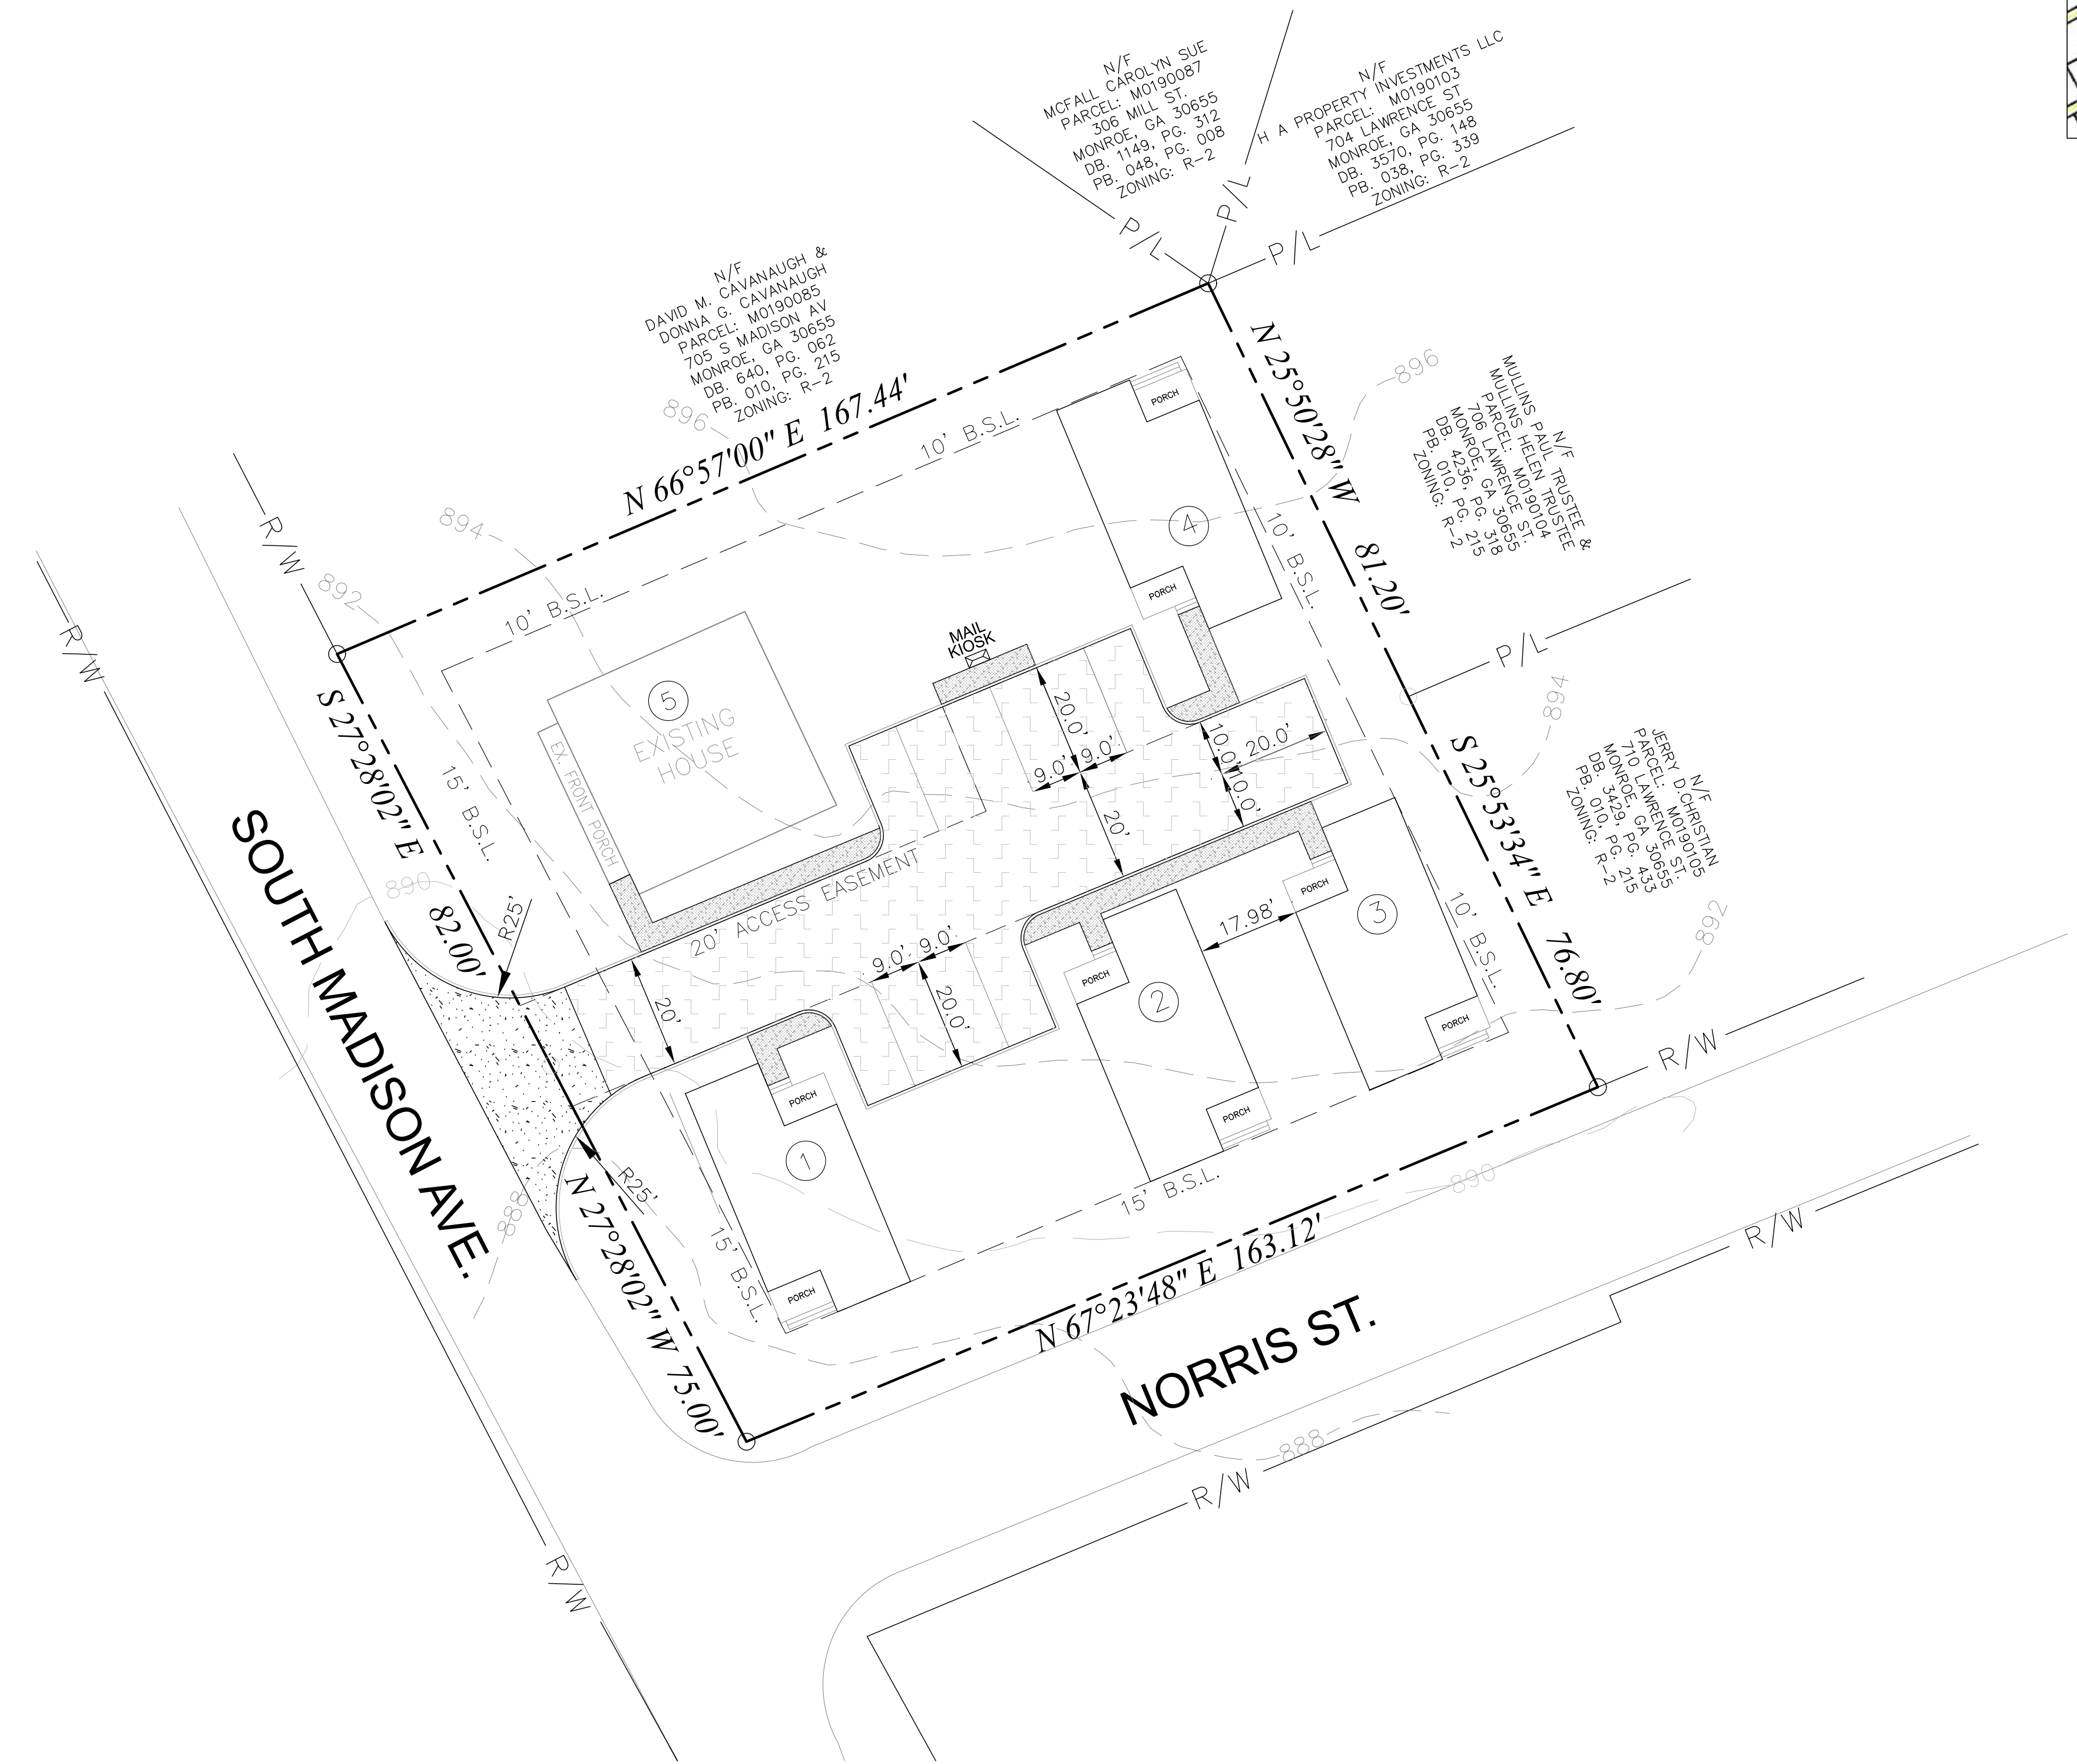 N/F
MCFALL CAROLYN SUE
PARCEL: M0190087
306 MILL ST.
MONROE, GA 30655
DB. 1149, PG. 312
PB. 048, PG. 008
ZONING: R-2
N/F
H A PROPERTY INVESTMENTS LLC
PARCEL: M0190103
704 LAWRENCE ST
MONROE, GA 30655
DB. 3570, PG. 148
PB. 038, PG. 339
ZONING: R-2
P/L
P/L
P/L
N/F
DAVID M. CAVANAUGH &
DONNA G. CAVANAUGH
PARCEL: M0190085
705 S MADISON AV
MONROE, GA 30655
DB. 640, PG. 062
PB. 010, PG. 215
ZONING: R-2
N 66°57'00" E 167.44'
896
894
892
10' B.S.L.
10' B.S.L.
N 25°50'28" W 81.20'
896
N/F
MULLINS PAUL TRUSTEE &
MULLINS HELEN TRUSTEE
PARCEL: M0190104
706 LAWRENCE ST.
MONROE, GA 30655
DB. 4236, PG. 318
PB. 010, PG. 215
ZONING: R-2
PORCH
4
10' B.S.L.
PORCH
R/W
R/W
MAIL
KIOSK
5
EXISTING
HOUSE
EX. FRONT PORCH
P/L
894
S 27°28'02" E 82.00'
15' B.S.L.
20.0'
9.0'
9.0'
20'
10.0'
10.0'
20.0'
S 25°53'34" E 76.80'
N/F
JERRY D.CHRISTIAN
PARCEL: M0190105
710 LAWRENCE ST.
MONROE, GA 30655
DB. 3429, PG. 433
PB. 010, PG. 215
ZONING: R-2
SOUTH MADISON AVE.
890
R25'
20' ACCESS EASEMENT
20'
9.0'
9.0'
20.0'
PORCH
2
17.98'
PORCH
3
10' B.S.L.
892
PORCH
PORCH
R/W
PORCH
1
PORCH
R25'
888
N 27°28'02" W 75.00'
15' B.S.L.
15' B.S.L.
890
N 67°23'48" E 163.12'
NORRIS ST.
R/W
888
R/W
R/W